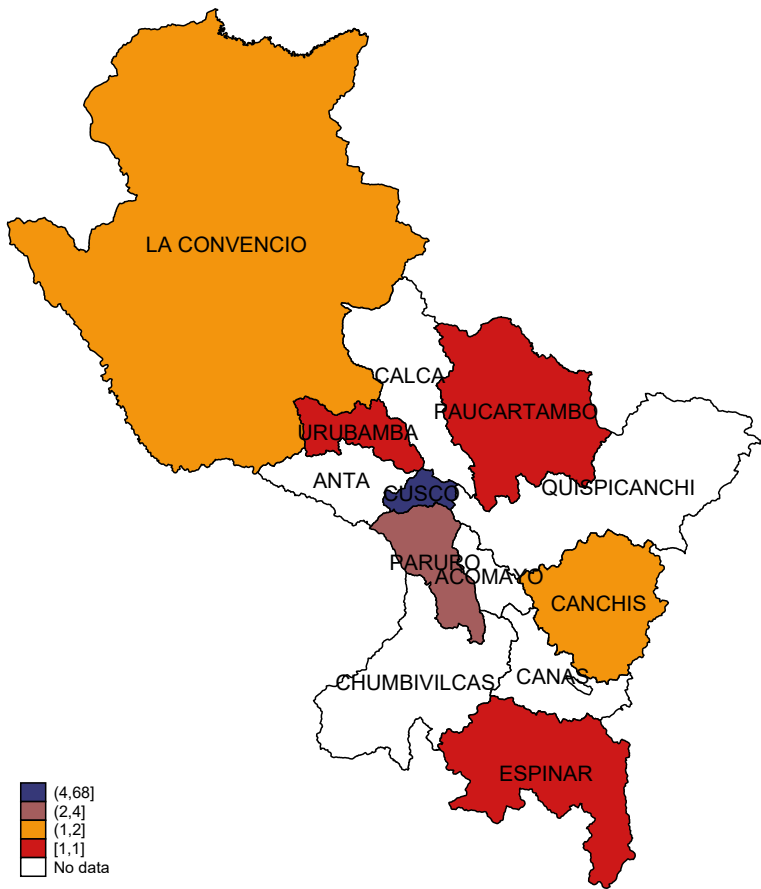 LA CONVENCIO
CALCA
PAUCARTAMBO
URUBAMBA
ANTA
CUSCO
QUISPICANCHI
PARURO
ACOMAYO
CANCHIS
CHUMBIVILCAS
CANAS
ESPINAR
(4,68]
(2,4]
(1,2]
[1,1]
No data